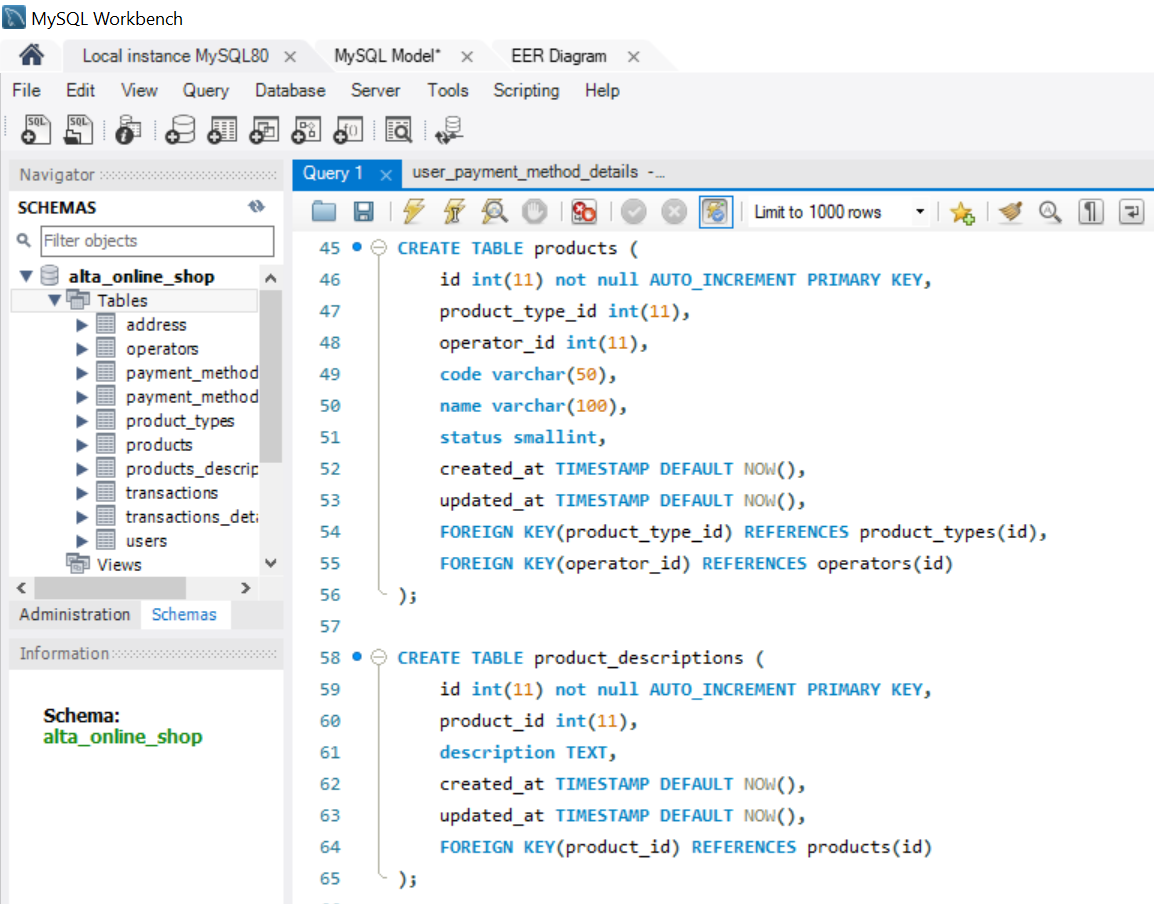 MySQL Workbench
Local instance MySQL80
MySQL Model*
EER Diagram
File Edit View Query Database Server Tools Scripting Help
SQL SQL
Navigator
SCHEMAS
Filter objects
alta_online_shop
Tables
address
operators
payment_method
payment_method
product_types
products
products_descrip
transactions
transactions_deta
users
Views
Administration Schemas
Information
Schema:
alta_online_shop
Query 1 user_payment_method_details -...
Limit to 1000 rows
45 CREATE TABLE products (
46 id int(11) not null AUTO_INCREMENT PRIMARY KEY,
47 product_type_id int(11),
48 operator_id int(11),
49 code varchar(50),
50 name varchar(100),
51 status smallint,
52 created_at TIMESTAMP DEFAULT NOW(),
53 updated_at TIMESTAMP DEFAULT NOW(),
54 FOREIGN KEY(product_type_id) REFERENCES product_types(id),
55 FOREIGN KEY(operator_id) REFERENCES operators(id)
56 );
57
58 CREATE TABLE product_descriptions (
59 id int(11) not null AUTO_INCREMENT PRIMARY KEY,
60 product_id int(11),
61 description TEXT,
62 created_at TIMESTAMP DEFAULT NOW(),
63 updated_at TIMESTAMP DEFAULT NOW(),
64 FOREIGN KEY(product_id) REFERENCES products(id)
65 );